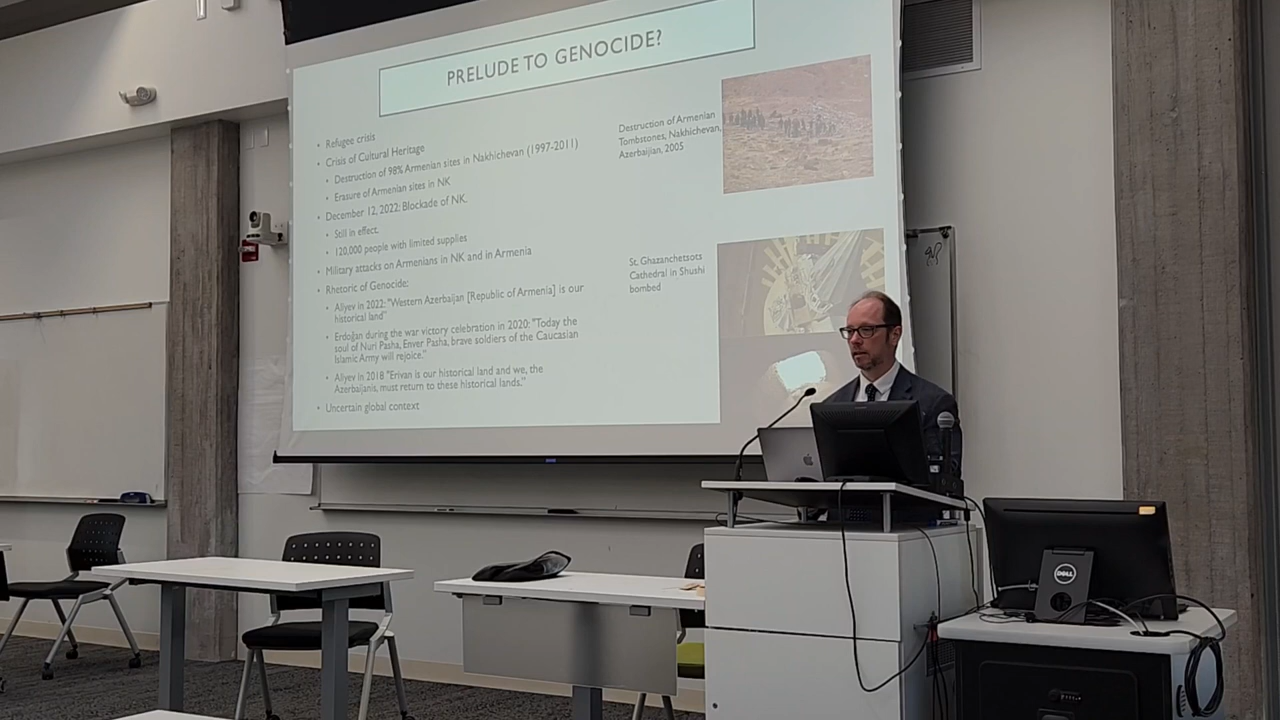 PRELUDE TO GENOCIDE?
Refugee crisis
Crisis of Cultural Heritage
Destruction of 98% Armenian sites in Nakhichevan (1997-2011)
Erasure of Armenian sites in NK
December 12, 2022: Blockade of NK.
Still in effect.
120,000 people with limited supplies
Military attacks on Armenians in NK and in Armenia
Rhetoric of Genocide:
Aliyev in 2022: "Western Azerbaijan [Republic of Armenia] is our
historical land"
Erdoğan during the war victory celebration in 2020: "Today the
soul of Nuri Pasha, Enver Pasha, brave soldiers of the Caucasian
Islamic Army will rejoice."
Aliyev in 2018 "Erivan is our historical land and we, the
Azerbaijanis, must return to these historical lands."
Uncertain global context
Destruction of Armenian
Tombstones, Nakhichevan,
Azerbaijian, 2005
St. Ghazanchetsots
Cathedral in Shushi
bombed
DELL